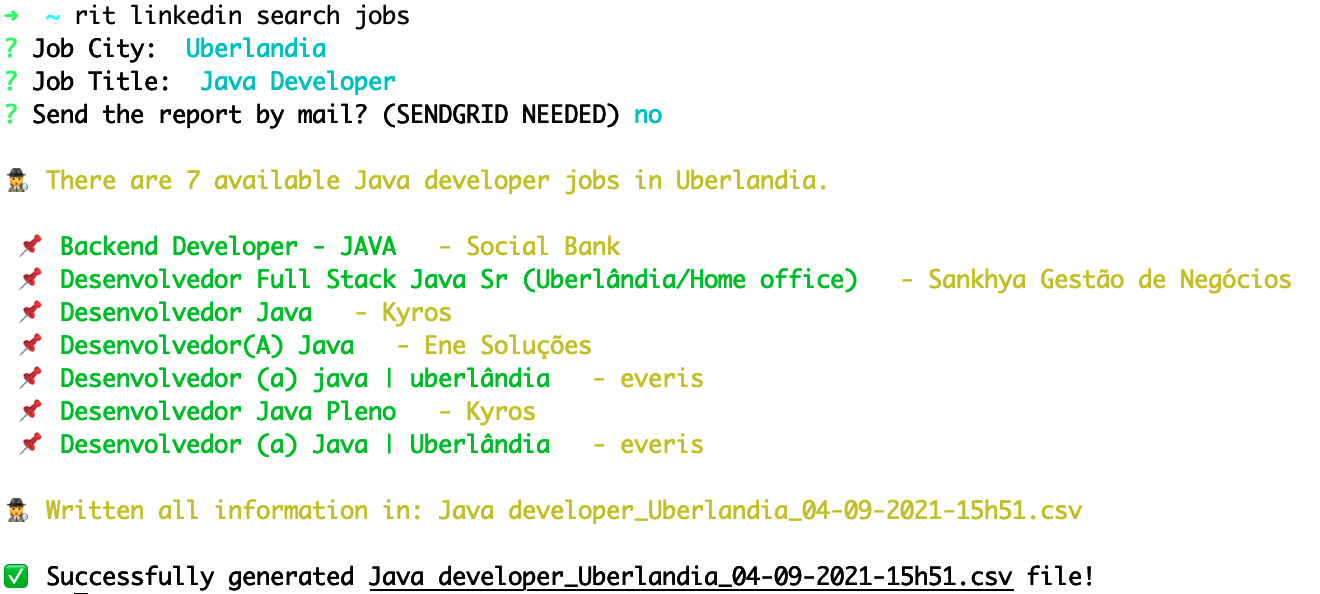 ~ rit linkedin search jobs
? Job City: Uberlandia
? Job Title: Java Developer
? Send the report by mail? (SENDGRID NEEDED) no
There are 7 available Java developer jobs in Uberlandia.
Backend Developer - JAVA - Social Bank
Desenvolvedor Full Stack Java Sr (Uberlândia/Home office) - Sankhya Gestão de Negócios
Desenvolvedor Java - Kyros
Desenvolvedor(A) Java - Ene Soluções
Desenvolvedor (a) java | uberlândia - everis
Desenvolvedor Java Pleno - Kyros
Desenvolvedor (a) Java | Uberlândia - everis
Written all information in: Java developer_Uberlandia_04-09-2021-15h51.csv
Successfully generated Java developer_Uberlandia_04-09-2021-15h51.csv file!